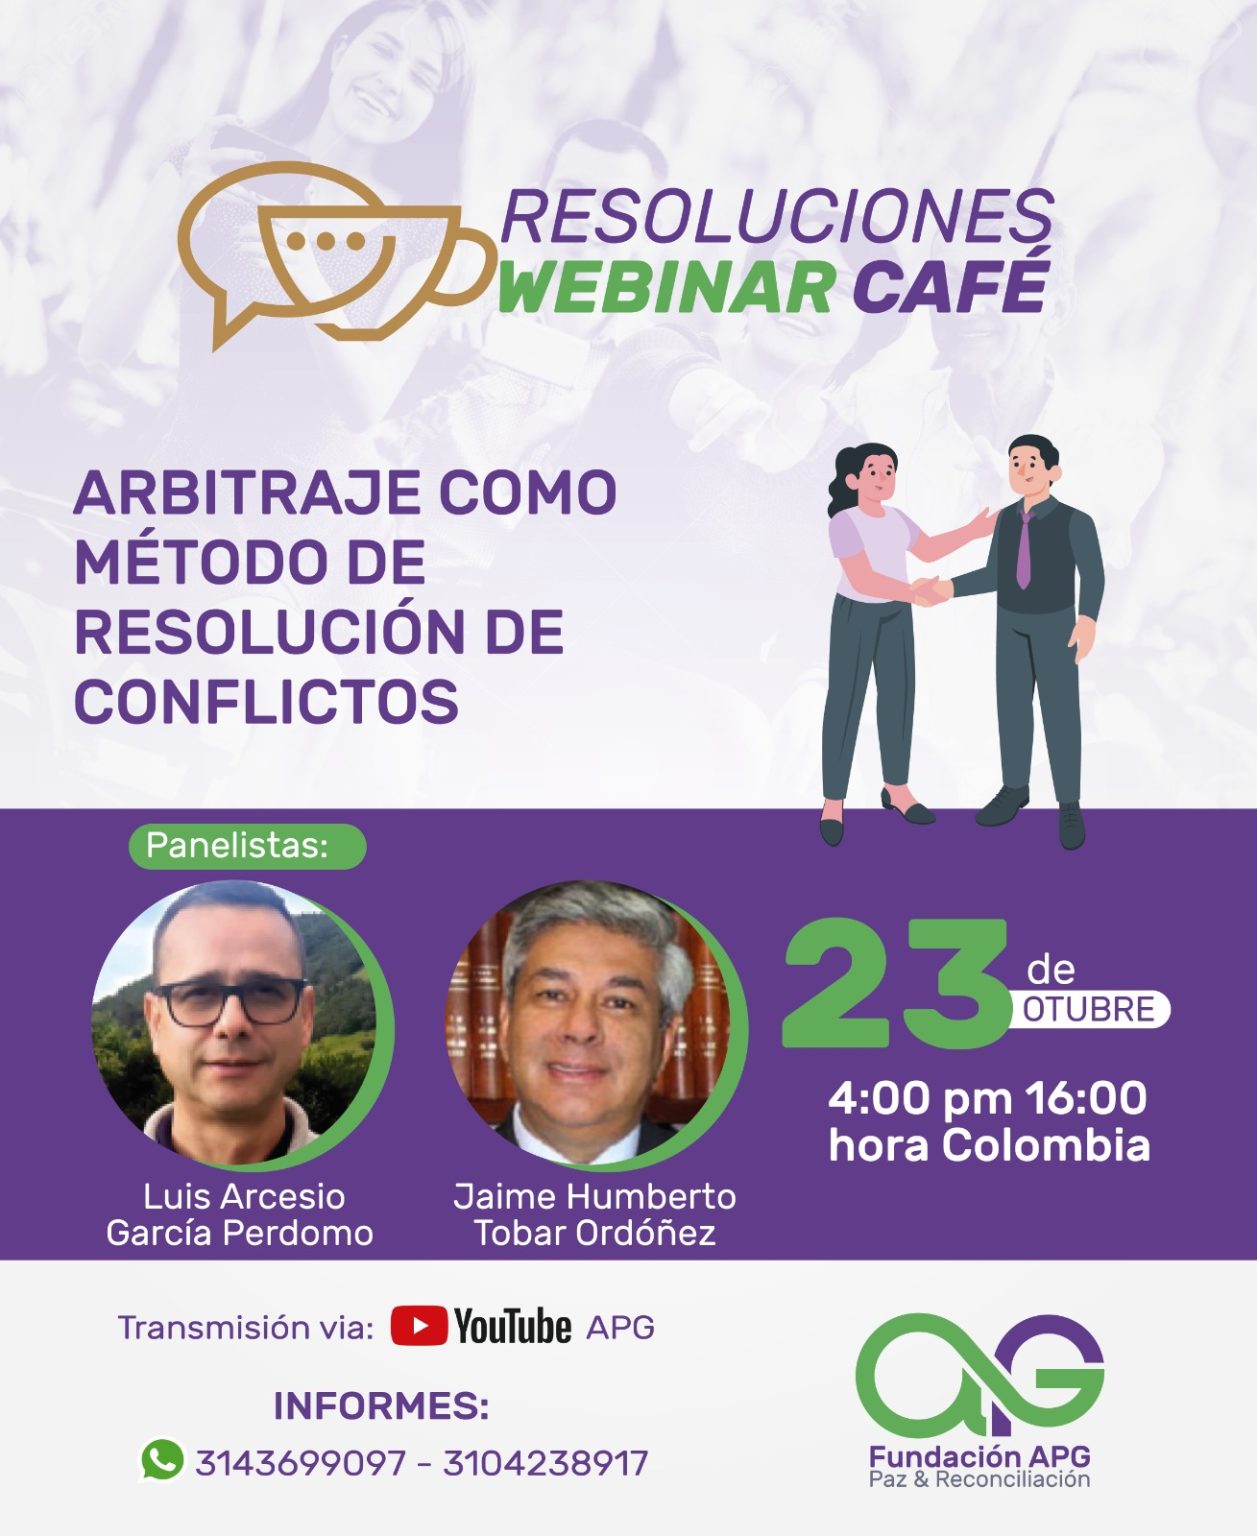 RESOLUCIONES
WEBINAR CAFÉ
ARBITRAJE COMO
MÉTODO DE
RESOLUCIÓN DE
CONFLICTOS
Panelistas:
Luis Arcesio
García Perdomo
Jaime Humberto
Tobar Ordóñez
23 de
OTUBRE
4:00 pm 16:00
hora Colombia
Transmisión via: YouTube APG
INFORMES:
3143699097 - 3104238917
apG
Fundación APG
Paz & Reconciliación